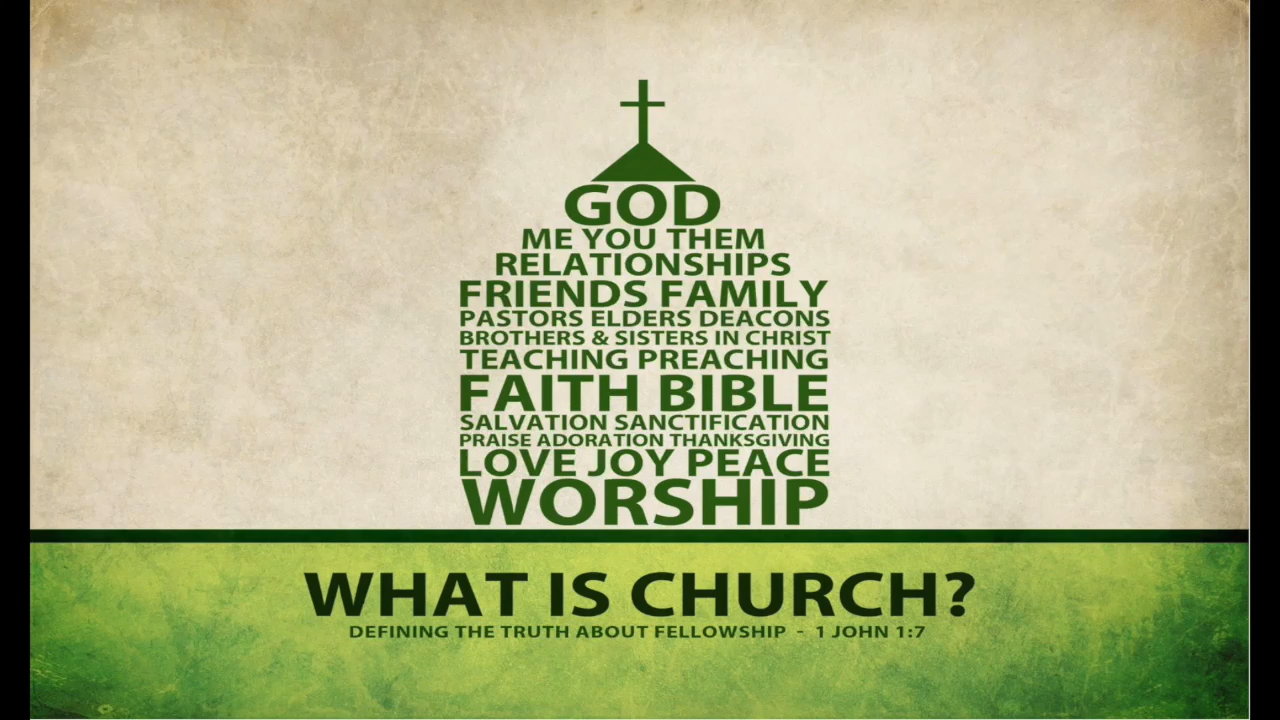 GOD
ME YOU THEM
RELATIONSHIPS
FRIENDS FAMILY
PASTORS ELDERS DEACONS
BROTHERS & SISTERS IN CHRIST
TEACHING PREACHING
FAITH BIBLE
SALVATION SANCTIFICATION
PRAISE ADORATION THANKSGIVING
LOVE JOY PEACE
WORSHIP
WHAT IS CHURCH?
DEFINING THE TRUTH ABOUT FELLOWSHIP - 1 JOHN 1:7